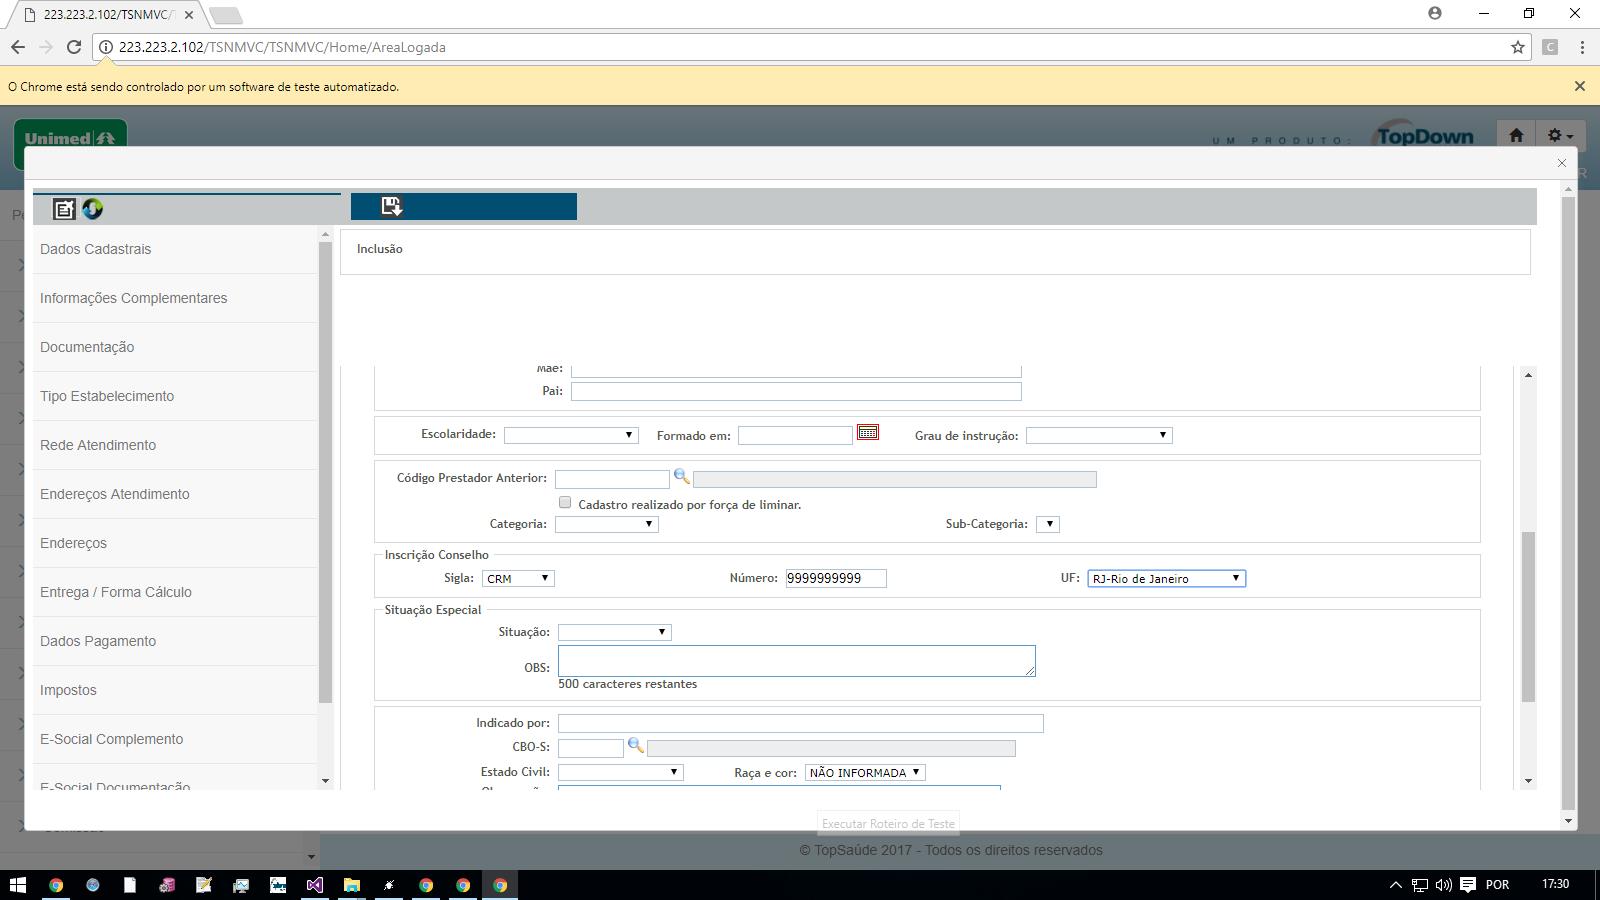 223.223.2.102/TSNMVC/
223.223.2.102/TSNMVC/TSNMVC/Home/AreaLogada
C
O Chrome está sendo controlado por um software de teste automatizado.
Unimed
UM PRODUTO:
TopDown
Inclusão
Dados Cadastrais
Informações Complementares
Documentação
Tipo Estabelecimento
Rede Atendimento
Endereços Atendimento
Endereços
Entrega / Forma Cálculo
Dados Pagamento
Impostos
E-Social Complemento
E-Social Documentação
Mãe:
Pai:
Escolaridade: Formado em: Grau de instrução:
Código Prestador Anterior:
Cadastro realizado por força de liminar.
Categoria: Sub-Categoria:
Inscrição Conselho
Sigla: CRM Número: 9999999999 UF: RJ-Rio de Janeiro
Situação Especial
Situação:
OBS:
500 caracteres restantes
Indicado por:
CBO-S:
Estado Civil: Raça e cor: NÃO INFORMADA
Executar Roteiro de Teste
© TopSaúde 2017 - Todos os direitos reservados
POR 17:30